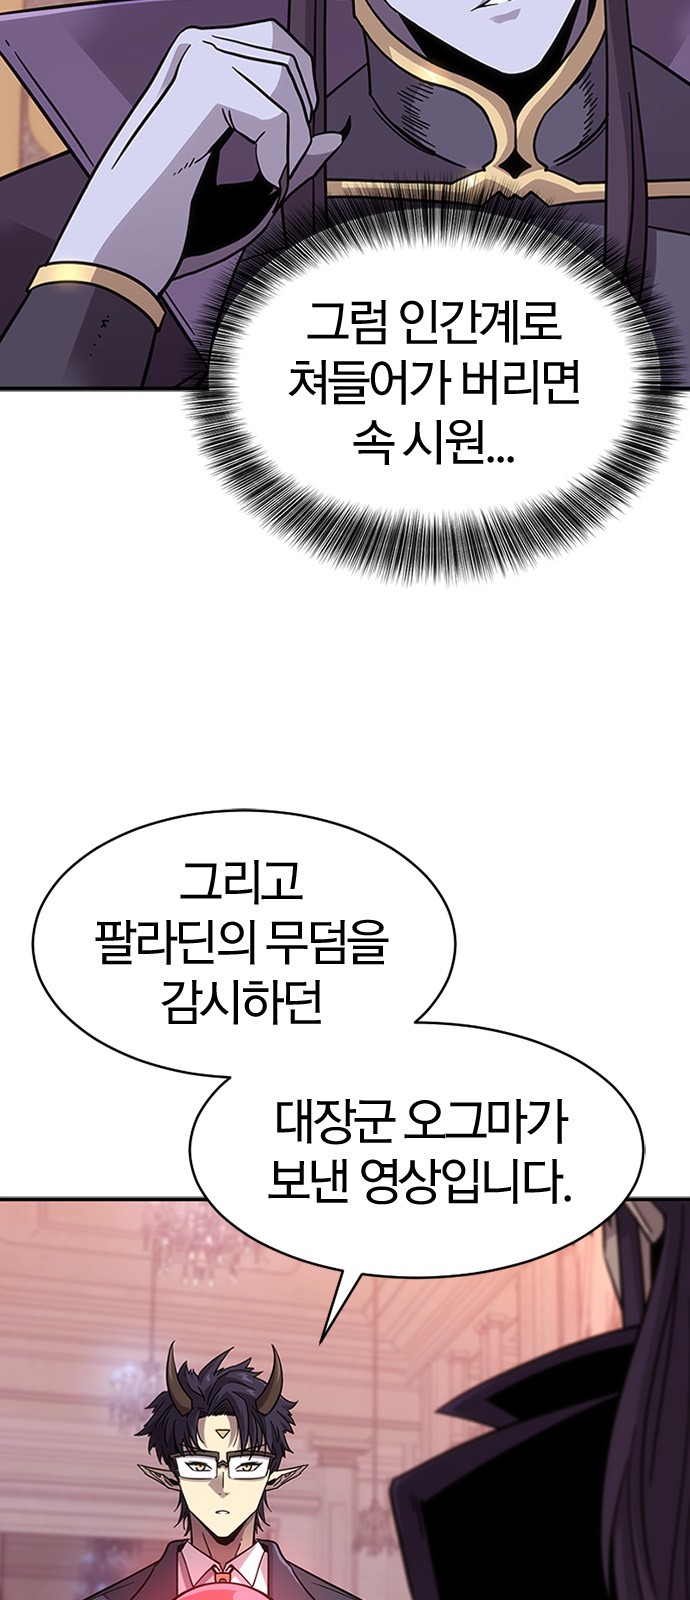 그럼 인간계로
쳐들어가 버리면
속 시원...
그리고
팔라딘의 무덤을
감시하던
대장군 오그마가
보낸 영상입니다.